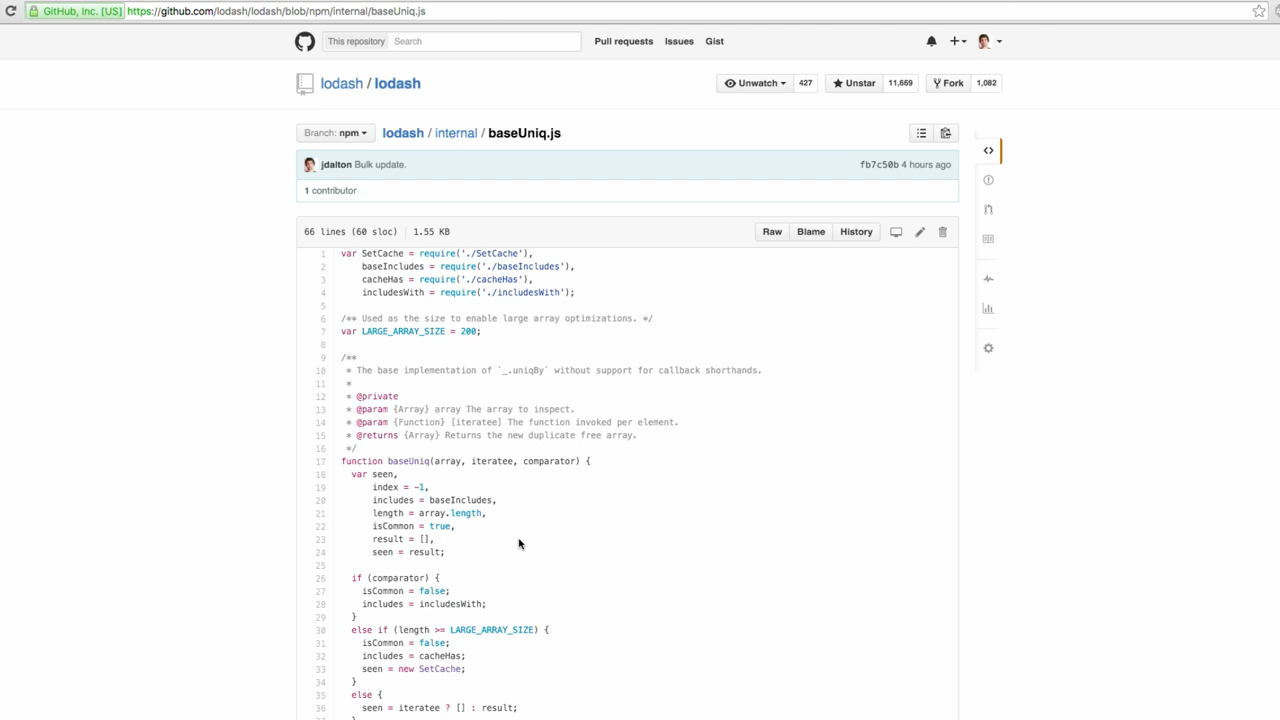 GitHub, Inc. [US] https://github.com/lodash/lodash/blob/npm/internal/baseUniq.js
This repository Search Pull requests Issues Gist
lodash / lodash Unwatch 427 Unstar 11,669 Fork 1,082
Branch: npm lodash / internal / baseUniq.js
jdalton Bulk update. fb7c50b 4 hours ago
1 contributor
66 lines (60 sloc) 1.55 KB Raw Blame History
1 var SetCache = require('./SetCache'),
2 baseIncludes = require('./baseIncludes'),
3 cacheHas = require('./cacheHas'),
4 includesWith = require('./includesWith');
5
6 /** Used as the size to enable large array optimizations. */
7 var LARGE_ARRAY_SIZE = 200;
8
9 /**
10 * The base implementation of `_.uniqBy` without support for callback shorthands.
11 *
12 * @private
13 * @param {Array} array The array to inspect.
14 * @param {Function} [iteratee] The function invoked per element.
15 * @returns {Array} Returns the new duplicate free array.
16 */
17 function baseUniq(array, iteratee, comparator) {
18 var seen,
19 index = -1,
20 includes = baseIncludes,
21 length = array.length,
22 isCommon = true,
23 result = [],
24 seen = result;
25
26 if (comparator) {
27 isCommon = false;
28 includes = includesWith;
29 }
30 else if (length >= LARGE_ARRAY_SIZE) {
31 isCommon = false;
32 includes = cacheHas;
33 seen = new SetCache;
34 }
35 else {
36 seen = iteratee ? [] : result;